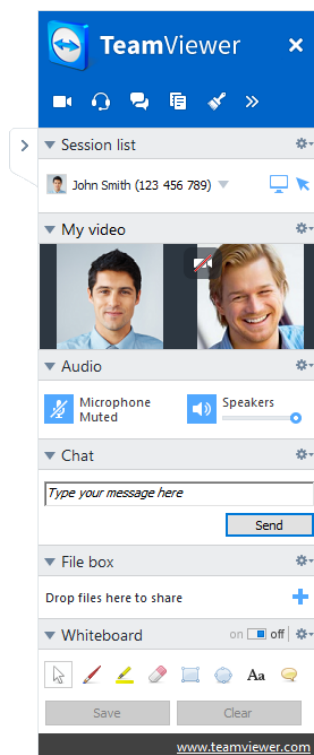 TeamViewer
Session list
John Smith (123 456 789)
My video
Audio
Microphone
Muted
Speakers
Chat
Type your message here
Send
File box
Drop files here to share
Whiteboard
on off
Aa
Save
Clear
www.teamviewer.com